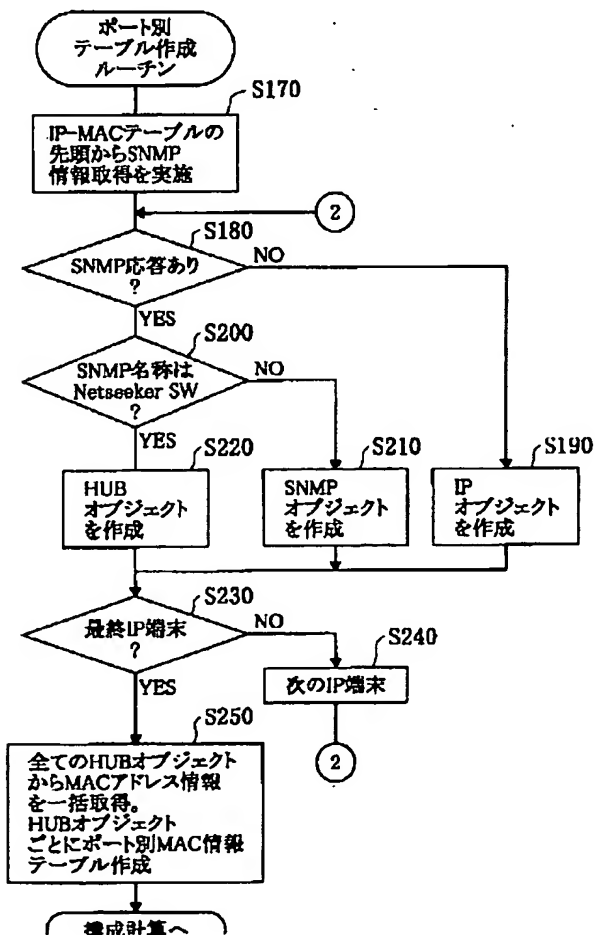 ポート別
テーブル作成
ルーチン
S170
IP-MACテーブルの
先頭からSNMP
情報取得を実施
2
S180
SNMP応答あり
?
NO
YES
S200
SNMP名称は
Netseeker SW
?
NO
YES
S220
HUB
オブジェクト
を作成
S210
SNMP
オブジェクト
を作成
S190
IP
オブジェクト
を作成
S230
最終IP端末
?
NO
YES
S240
次のIP端末
2
S250
全てのHUBオブジェクト
からMACアドレス情報
を一括取得。
HUBオブジェクト
ごとにポート別MAC情報
テーブル作成
構成計算へ